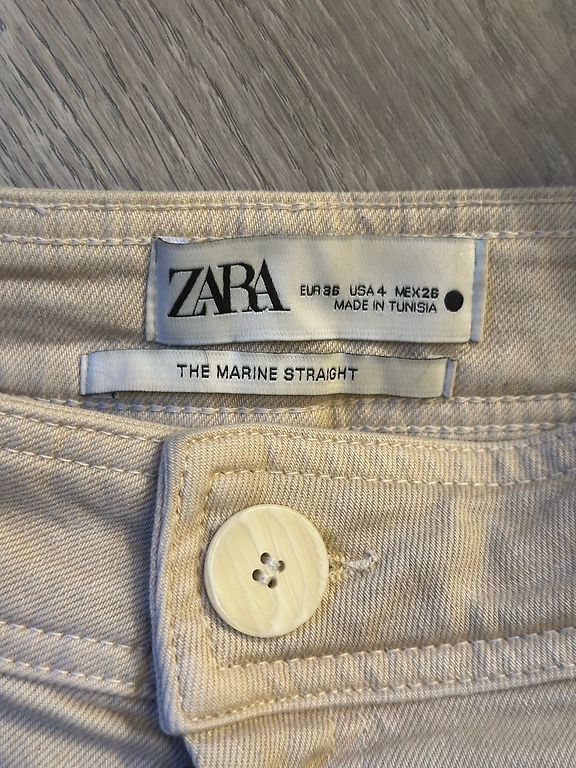 ZARA
EUR 36 USA 4 MEX 26
MADE IN TUNISIA
THE MARINE STRAIGHT